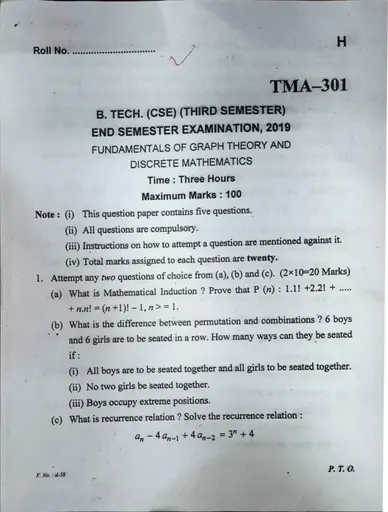 Roll No. ..............................
H
TMA–301
B. TECH. (CSE) (THIRD SEMESTER)
END SEMESTER EXAMINATION, 2019
FUNDAMENTALS OF GRAPH THEORY AND
DISCRETE MATHEMATICS
Time : Three Hours
Maximum Marks : 100
Note : (i) This question paper contains five questions.
(ii) All questions are compulsory.
(iii) Instructions on how to attempt a question are mentioned against it.
(iv) Total marks assigned to each question are twenty.
1. Attempt any two questions of choice from (a), (b) and (c). (2×10=20 Marks)
(a) What is Mathematical Induction ? Prove that P (n) : 1.1! +2.2! + .....
+ n.n! = (n +1)! – 1, n > = 1.
(b) What is the difference between permutation and combinations ? 6 boys
and 6 girls are to be seated in a row. How many ways can they be seated
if :
(i) All boys are to be seated together and all girls to be seated together.
(ii) No two girls be seated together.
(iii) Boys occupy extreme positions.
(c) What is recurrence relation ? Solve the recurrence relation :
aₙ – 4 aₙ₋₁ + 4 aₙ₋₂ = 3ⁿ + 4
F. No. : d-58
P. T. O.